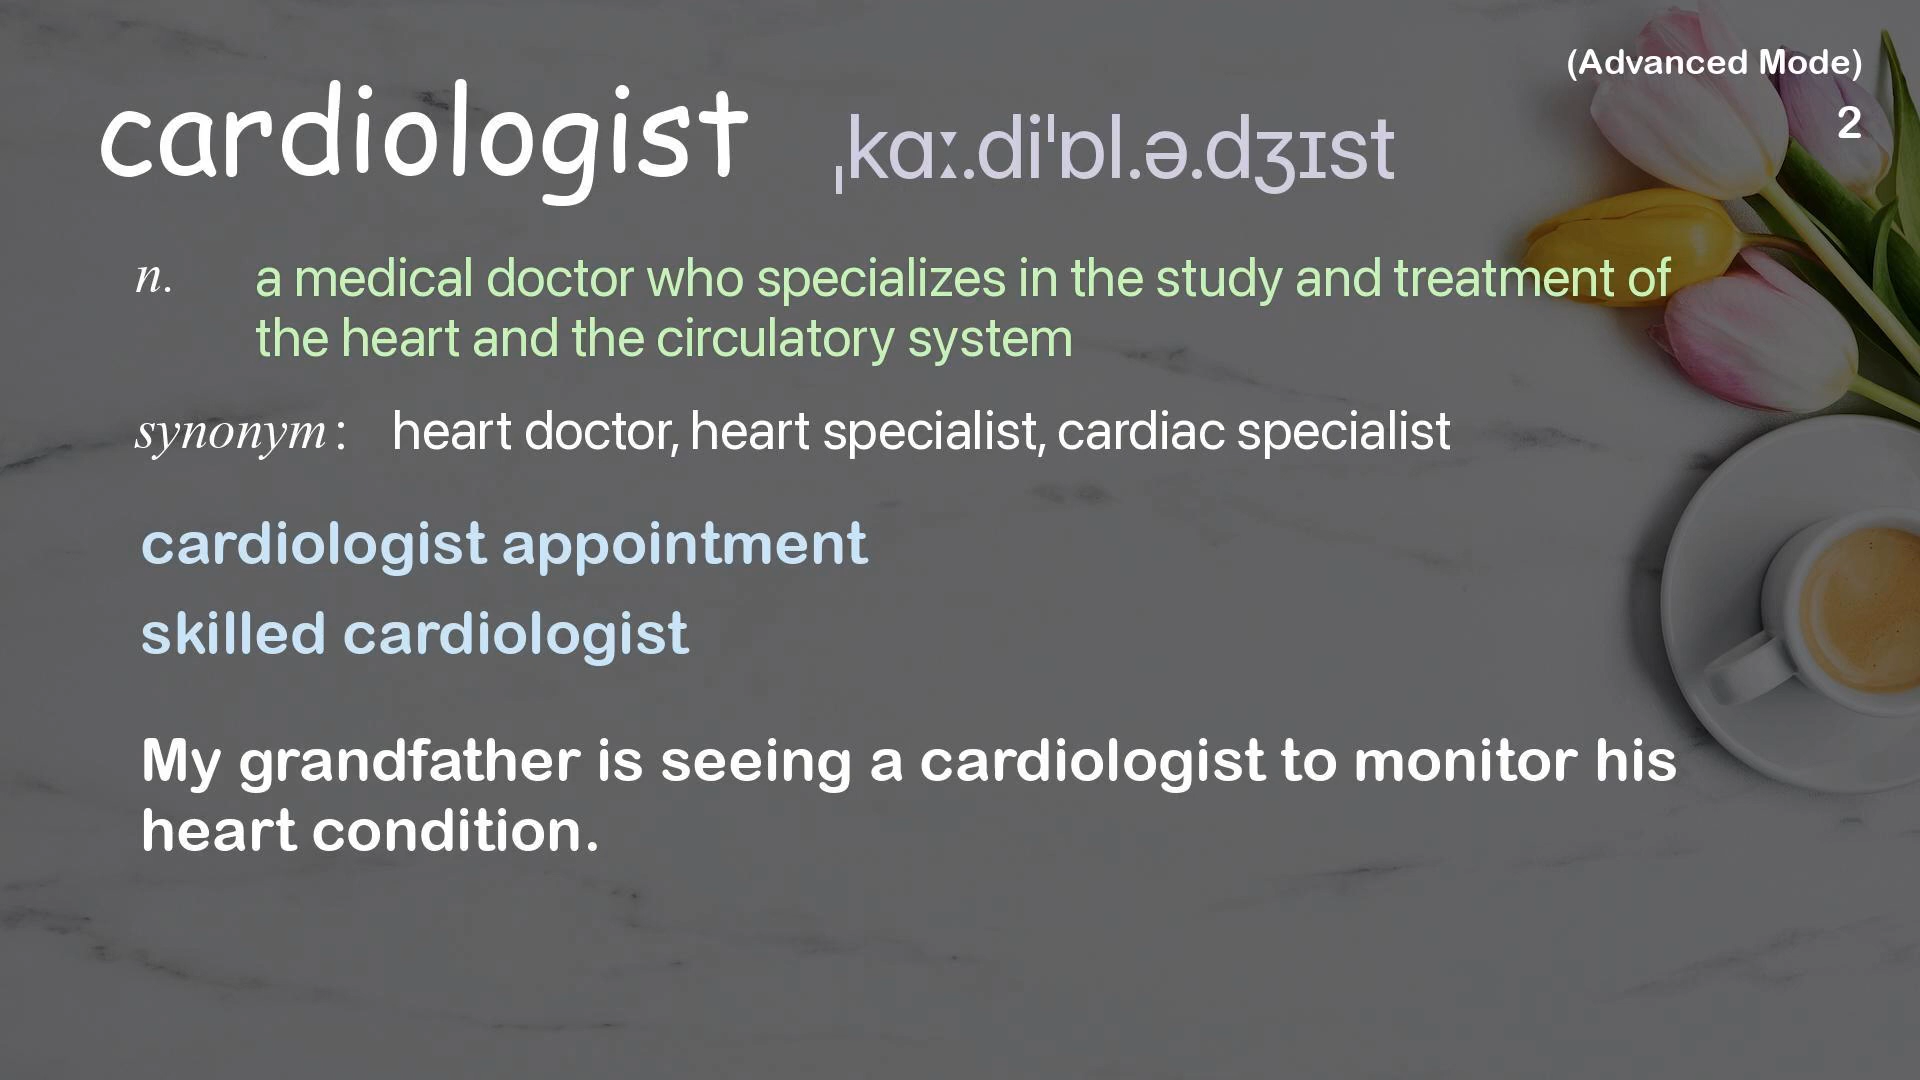 (Advanced Mode)
2
cardiologist ˌkɑː.diˈɒl.ə.dʒɪst
n. a medical doctor who specializes in the study and treatment of
the heart and the circulatory system
synonym: heart doctor, heart specialist, cardiac specialist
cardiologist appointment
skilled cardiologist
My grandfather is seeing a cardiologist to monitor his
heart condition.